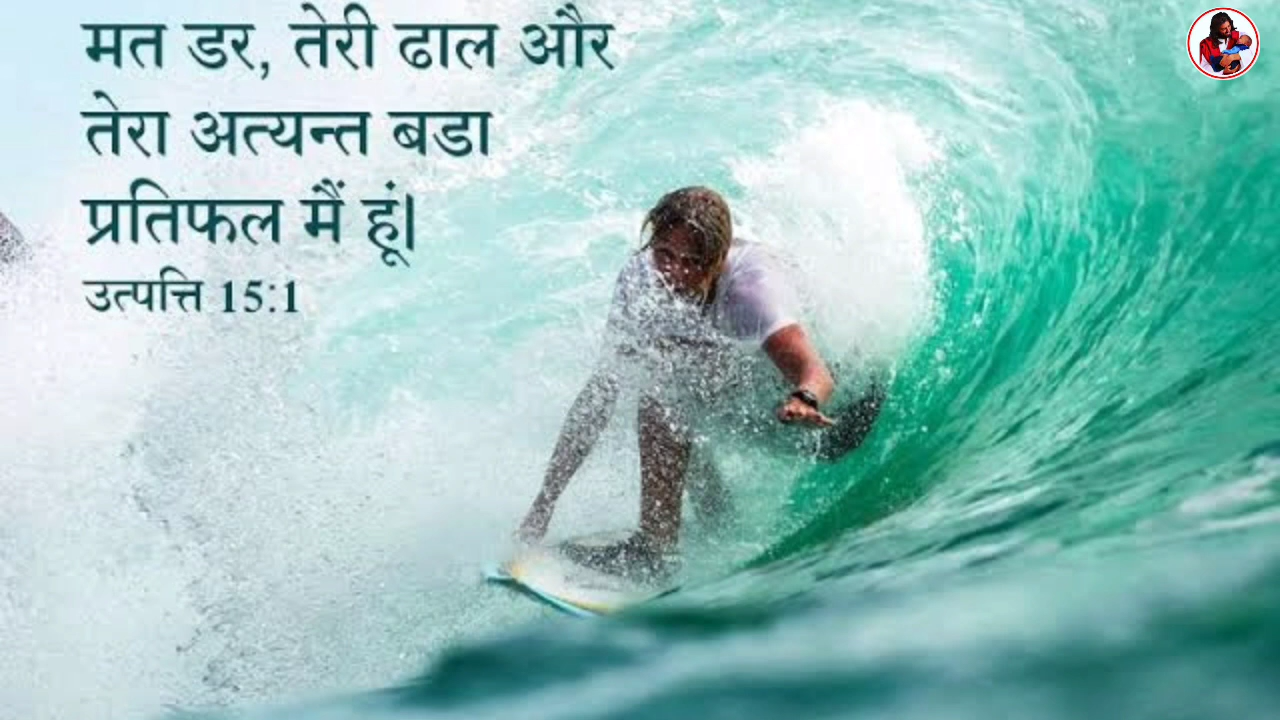 मत डर, तेरी ढाल और
तेरा अत्यन्त बडा
प्रतिफल मैं हूं|
उत्पत्ति 15:1